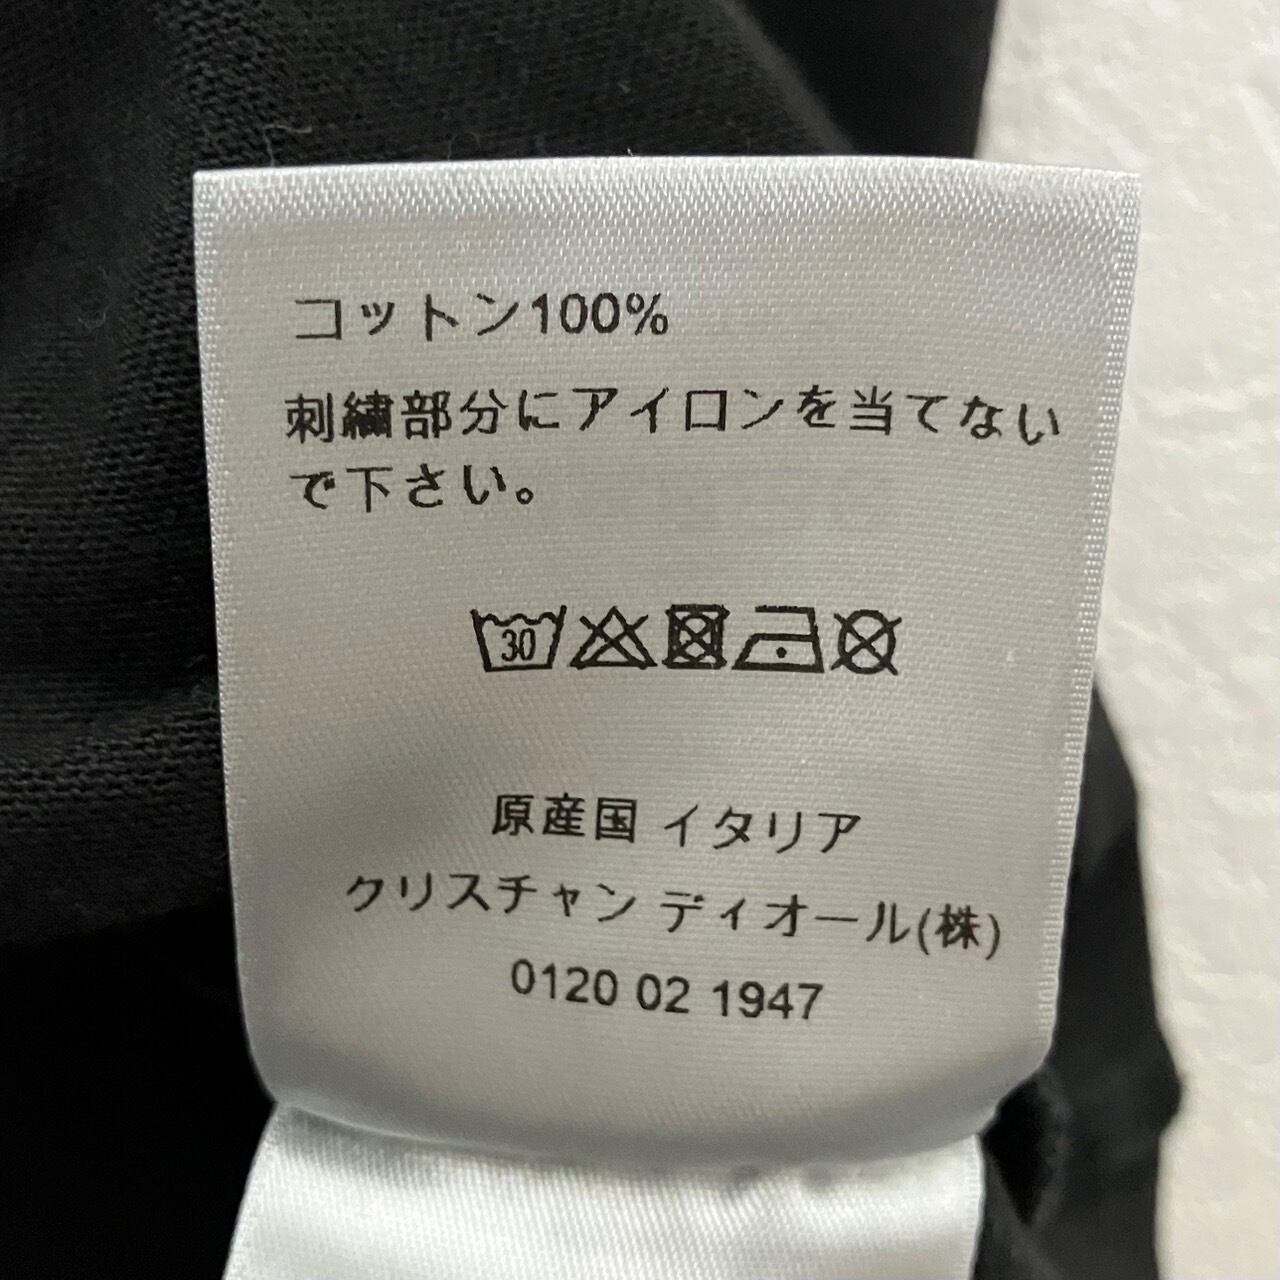 コットン100%
刺繍部分にアイロンを当てない
で下さい。
30
原産国 イタリア
クリスチャン ディオール(株)
0120 02 1947